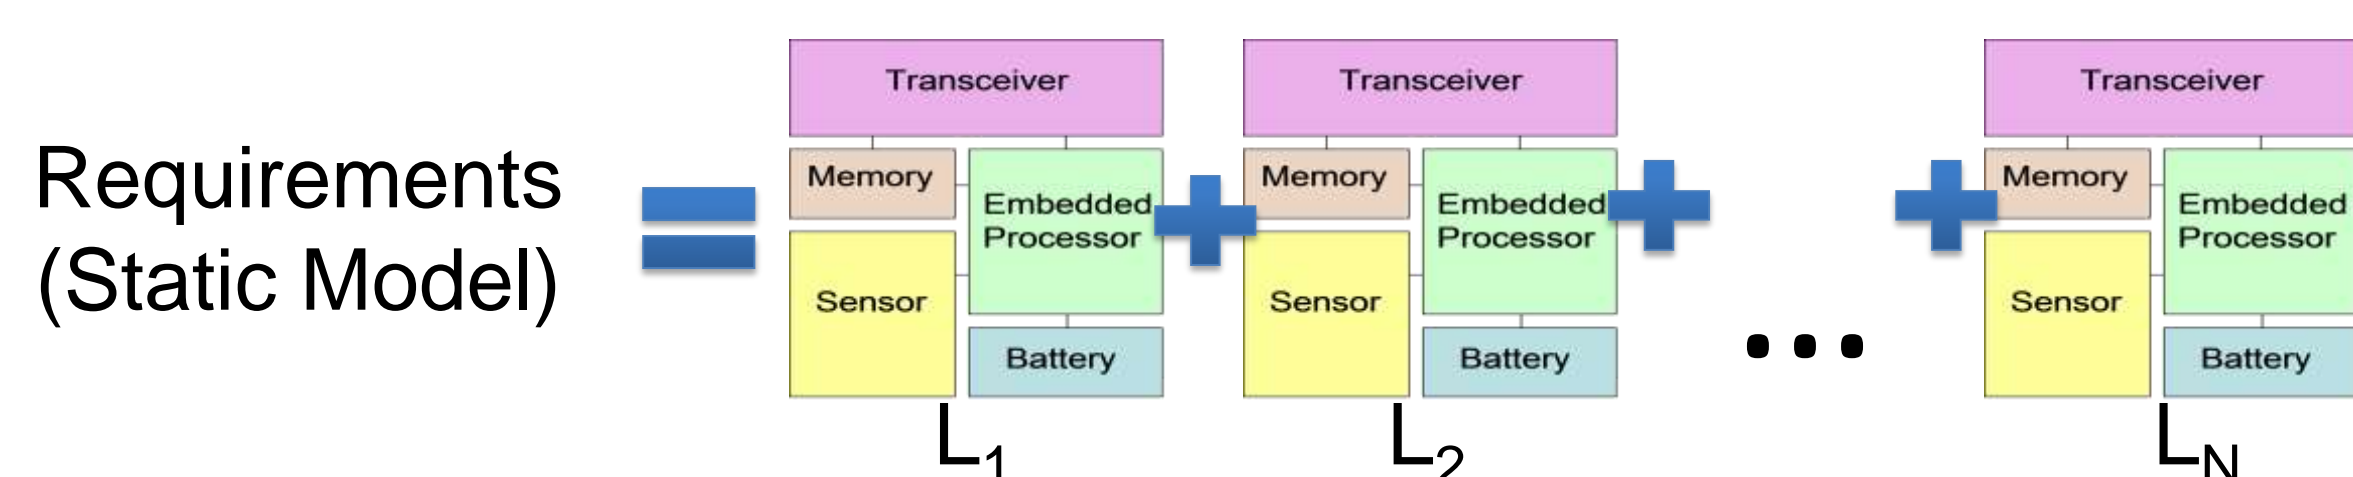 Requirements
(Static Model)
Transceiver
Memory
Embedded
Processor
Sensor
Battery
L1
Transceiver
Memory
Embedded
Processor
Sensor
Battery
L2
...
Transceiver
Memory
Embedded
Processor
Sensor
Battery
LN